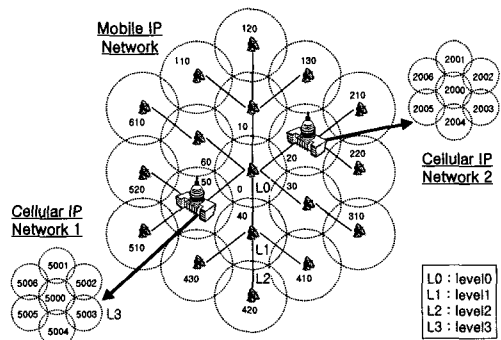 Mobile IP
Network
120
110
130
610
10
210
60
20
220
520
50
0
L0
30
510
40
L1
310
430
L2
410
420
2001
2006
2002
2000
2005
2003
2004
Cellular IP
Network 2
Cellular IP
Network 1
5001
5006
5002
5000
5005
5003
L3
5004
L0 : level0
L1 : level1
L2 : level2
L3 : level3